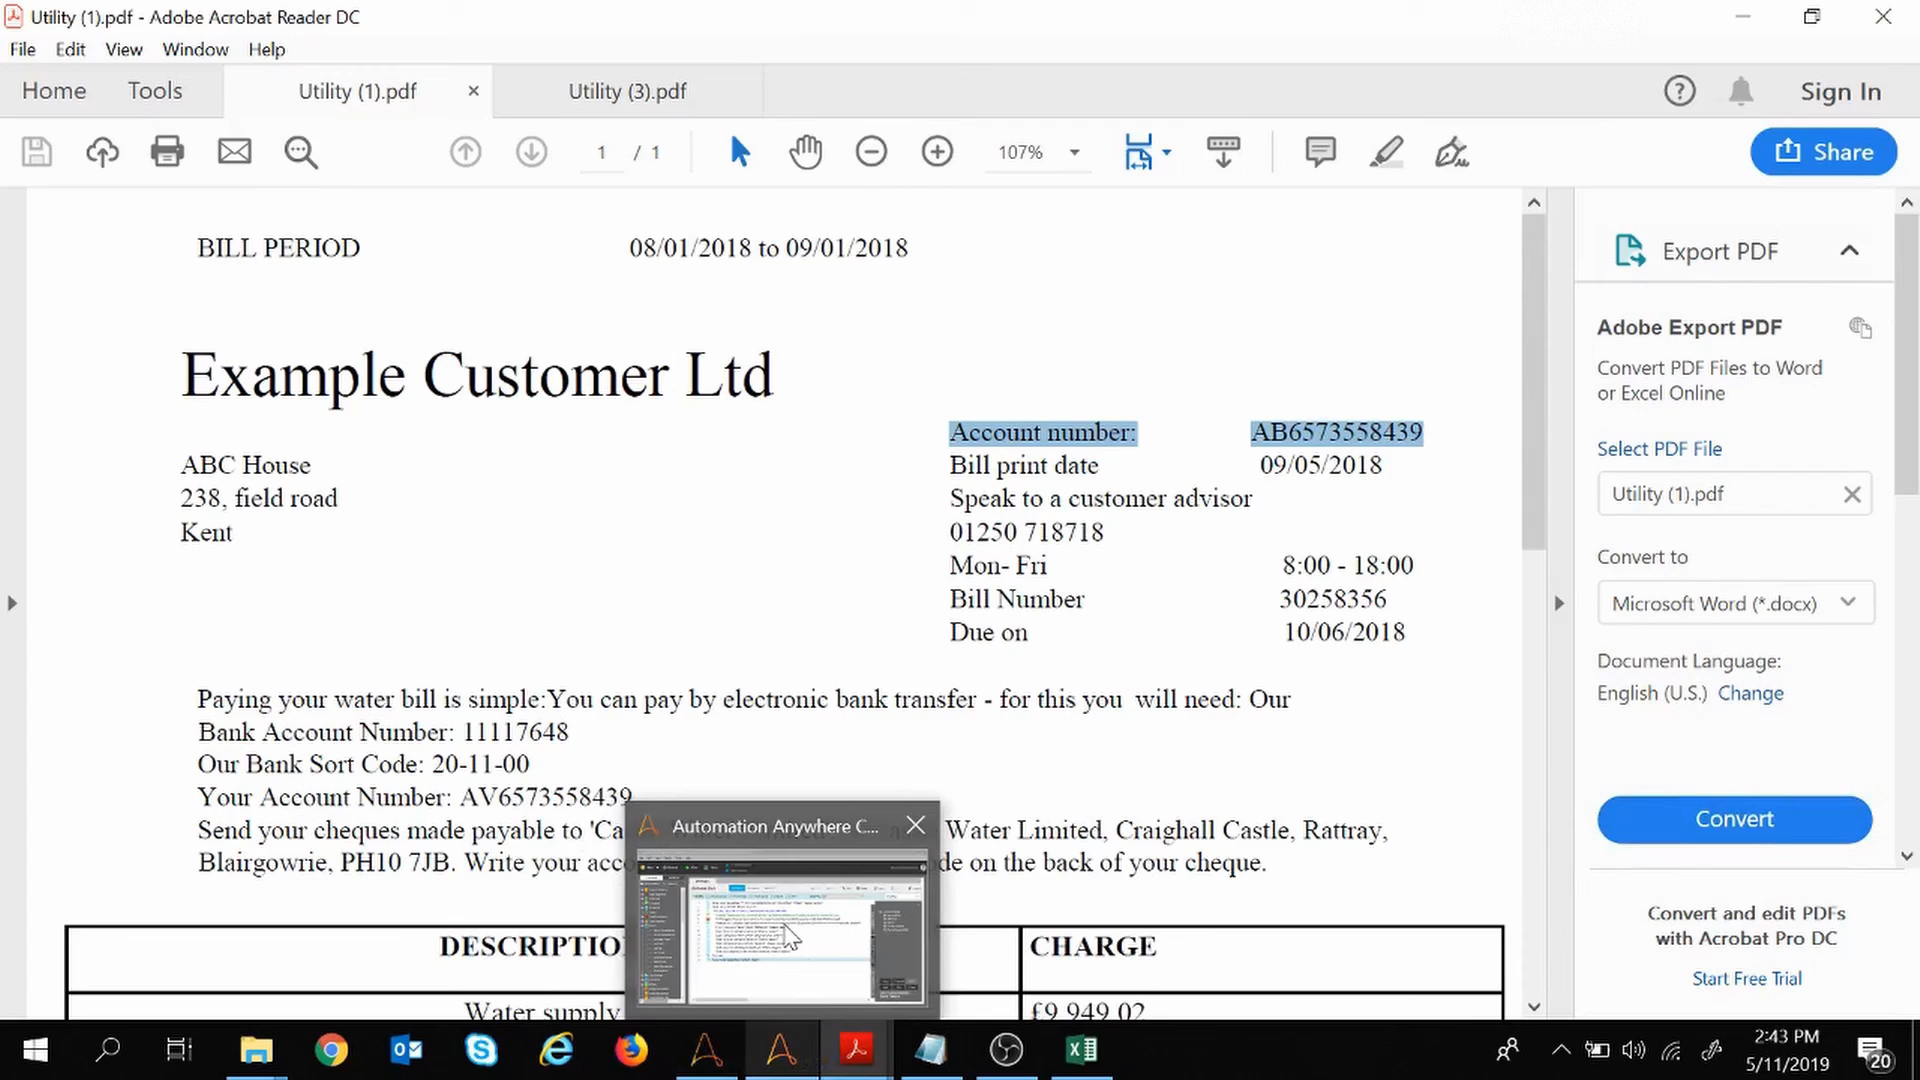 Utility (1).pdf - Adobe Acrobat Reader DC
File Edit View Window Help
Home Tools Utility (1).pdf Utility (3).pdf Sign In
1 / 1 107% Share
BILL PERIOD 08/01/2018 to 09/01/2018
Example Customer Ltd
Account number: AB6573558439
ABC House Bill print date 09/05/2018
238, field road Speak to a customer advisor
Kent 01250 718718
Mon- Fri 8:00 - 18:00
Bill Number 30258356
Due on 10/06/2018
Paying your water bill is simple:You can pay by electronic bank transfer - for this you will need: Our
Bank Account Number: 11117648
Our Bank Sort Code: 20-11-00
Your Account Number: AV6573558439
Send your cheques made payable to 'Ca Water Limited, Craighall Castle, Rattray,
Blairgowrie, PH10 7JB. Write your acco de on the back of your cheque.
Automation Anywhere C...
DESCRIPTIO CHARGE
Water supply £9 949 02
Export PDF
Adobe Export PDF
Convert PDF Files to Word
or Excel Online
Select PDF File
Utility (1).pdf
Convert to
Microsoft Word (*.docx)
Document Language:
English (U.S.) Change
Convert
Convert and edit PDFs
with Acrobat Pro DC
Start Free Trial
2:43 PM
5/11/2019
20